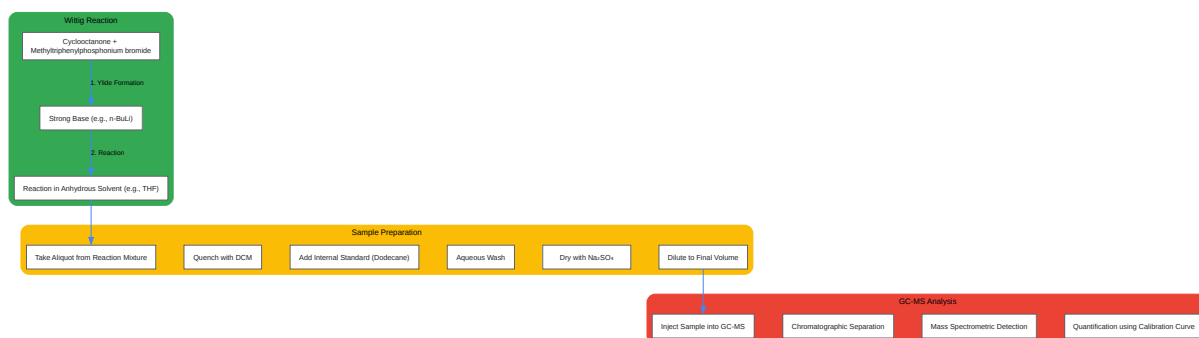 Wittig Reaction
Cyclooctanone +
Methyltriphenylphosphonium bromide
1. Ylide Formation
Strong Base (e.g., n-BuLi)
2. Reaction
Reaction in Anhydrous Solvent (e.g., THF)
Sample Preparation
Take Aliquot from Reaction Mixture
Quench with DCM
Add Internal Standard (Dodecane)
Aqueous Wash
Dry with Na₂SO₄
Dilute to Final Volume
GC-MS Analysis
Inject Sample into GC-MS
Chromatographic Separation
Mass Spectrometric Detection
Quantification using Calibration Curve